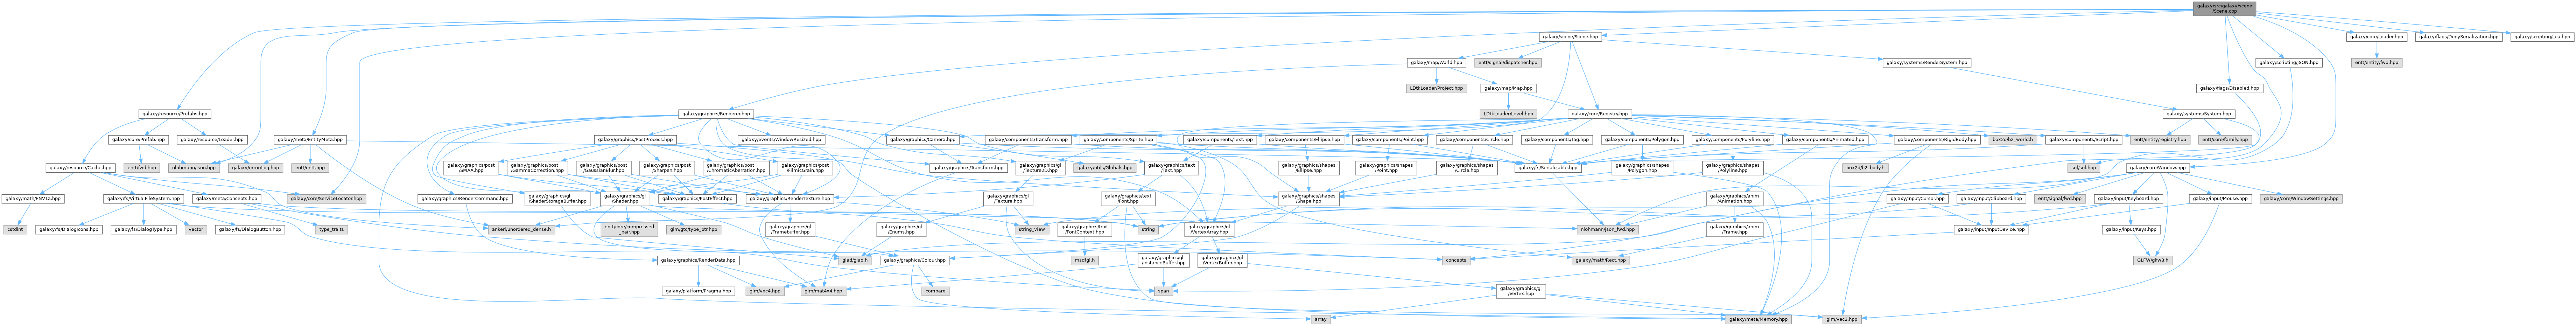 galaxy/src/galaxy/scene
/Scene.cpp
galaxy/scene/Scene.hpp
galaxy/core/Loader.hpp
galaxy/flags/DenySerialization.hpp
galaxy/scripting/Lua.hpp
galaxy/map/World.hpp
entt/signal/dispatcher.hpp
galaxy/systems/RenderSystem.hpp
galaxy/scripting/JSON.hpp
entt/entity/fwd.hpp
LDtkLoader/Project.hpp
galaxy/map/Map.hpp
galaxy/flags/Disabled.hpp
galaxy/resource/Prefabs.hpp
galaxy/graphics/Renderer.hpp
LDtkLoader/Level.hpp
galaxy/core/Registry.hpp
galaxy/systems/System.hpp
galaxy/core/Prefab.hpp
galaxy/resource/Loader.hpp
galaxy/meta/EntityMeta.hpp
galaxy/graphics/PostProcess.hpp
galaxy/events/WindowResized.hpp
galaxy/graphics/Camera.hpp
galaxy/components/Transform.hpp
galaxy/components/Sprite.hpp
galaxy/components/Text.hpp
galaxy/components/Ellipse.hpp
galaxy/components/Point.hpp
galaxy/components/Circle.hpp
galaxy/components/Tag.hpp
galaxy/components/Polygon.hpp
galaxy/components/Polyline.hpp
galaxy/components/Animated.hpp
galaxy/components/RigidBody.hpp
box2d/b2_world.h
galaxy/components/Script.hpp
entt/entity/registry.hpp
entt/core/family.hpp
galaxy/resource/Cache.hpp
entt/fwd.hpp
nlohmann/json.hpp
galaxy/error/Log.hpp
entt/entt.hpp
galaxy/graphics/post
/SMAA.hpp
galaxy/graphics/post
/GammaCorrection.hpp
galaxy/graphics/post
/GaussianBlur.hpp
galaxy/graphics/post
/Sharpen.hpp
galaxy/graphics/post
/ChromaticAberration.hpp
galaxy/graphics/post
/FilmicGrain.hpp
galaxy/utils/Globals.hpp
galaxy/graphics/Transform.hpp
galaxy/graphics/gl
/Texture2D.hpp
galaxy/graphics/text
/Text.hpp
galaxy/graphics/shapes
/Ellipse.hpp
galaxy/graphics/shapes
/Point.hpp
galaxy/graphics/shapes
/Circle.hpp
galaxy/fs/Serializable.hpp
galaxy/graphics/shapes
/Polygon.hpp
galaxy/graphics/shapes
/Polyline.hpp
box2d/b2_body.h
sol/sol.hpp
galaxy/core/Window.hpp
galaxy/math/FNV1a.hpp
galaxy/fs/VirtualFileSystem.hpp
galaxy/meta/Concepts.hpp
galaxy/core/ServiceLocator.hpp
galaxy/graphics/RenderCommand.hpp
galaxy/graphics/gl
/ShaderStorageBuffer.hpp
galaxy/graphics/gl
/Shader.hpp
galaxy/graphics/PostEffect.hpp
galaxy/graphics/RenderTexture.hpp
galaxy/graphics/gl
/Texture.hpp
galaxy/graphics/text
/Font.hpp
galaxy/graphics/shapes
/Shape.hpp
galaxy/graphics/anim
/Animation.hpp
galaxy/input/Cursor.hpp
galaxy/input/Clipboard.hpp
entt/signal/fwd.hpp
galaxy/input/Keyboard.hpp
galaxy/input/Mouse.hpp
galaxy/core/WindowSettings.hpp
cstdint
galaxy/fs/DialogIcons.hpp
galaxy/fs/DialogType.hpp
vector
galaxy/fs/DialogButton.hpp
type_traits
ankerl/unordered_dense.h
entt/core/compressed
_pair.hpp
glm/gtc/type_ptr.hpp
galaxy/graphics/gl
/Framebuffer.hpp
galaxy/graphics/gl
/Enums.hpp
string_view
galaxy/graphics/text
/FontContext.hpp
string
galaxy/graphics/gl
/VertexArray.hpp
nlohmann/json_fwd.hpp
galaxy/graphics/anim
/Frame.hpp
galaxy/input/InputDevice.hpp
galaxy/input/Keys.hpp
galaxy/graphics/RenderData.hpp
glad/glad.h
galaxy/graphics/Colour.hpp
msdfgl.h
galaxy/graphics/gl
/InstanceBuffer.hpp
galaxy/graphics/gl
/VertexBuffer.hpp
galaxy/math/Rect.hpp
concepts
GLFW/glfw3.h
galaxy/platform/Pragma.hpp
glm/vec4.hpp
glm/mat4x4.hpp
compare
span
galaxy/graphics/gl
/Vertex.hpp
array
galaxy/meta/Memory.hpp
glm/vec2.hpp